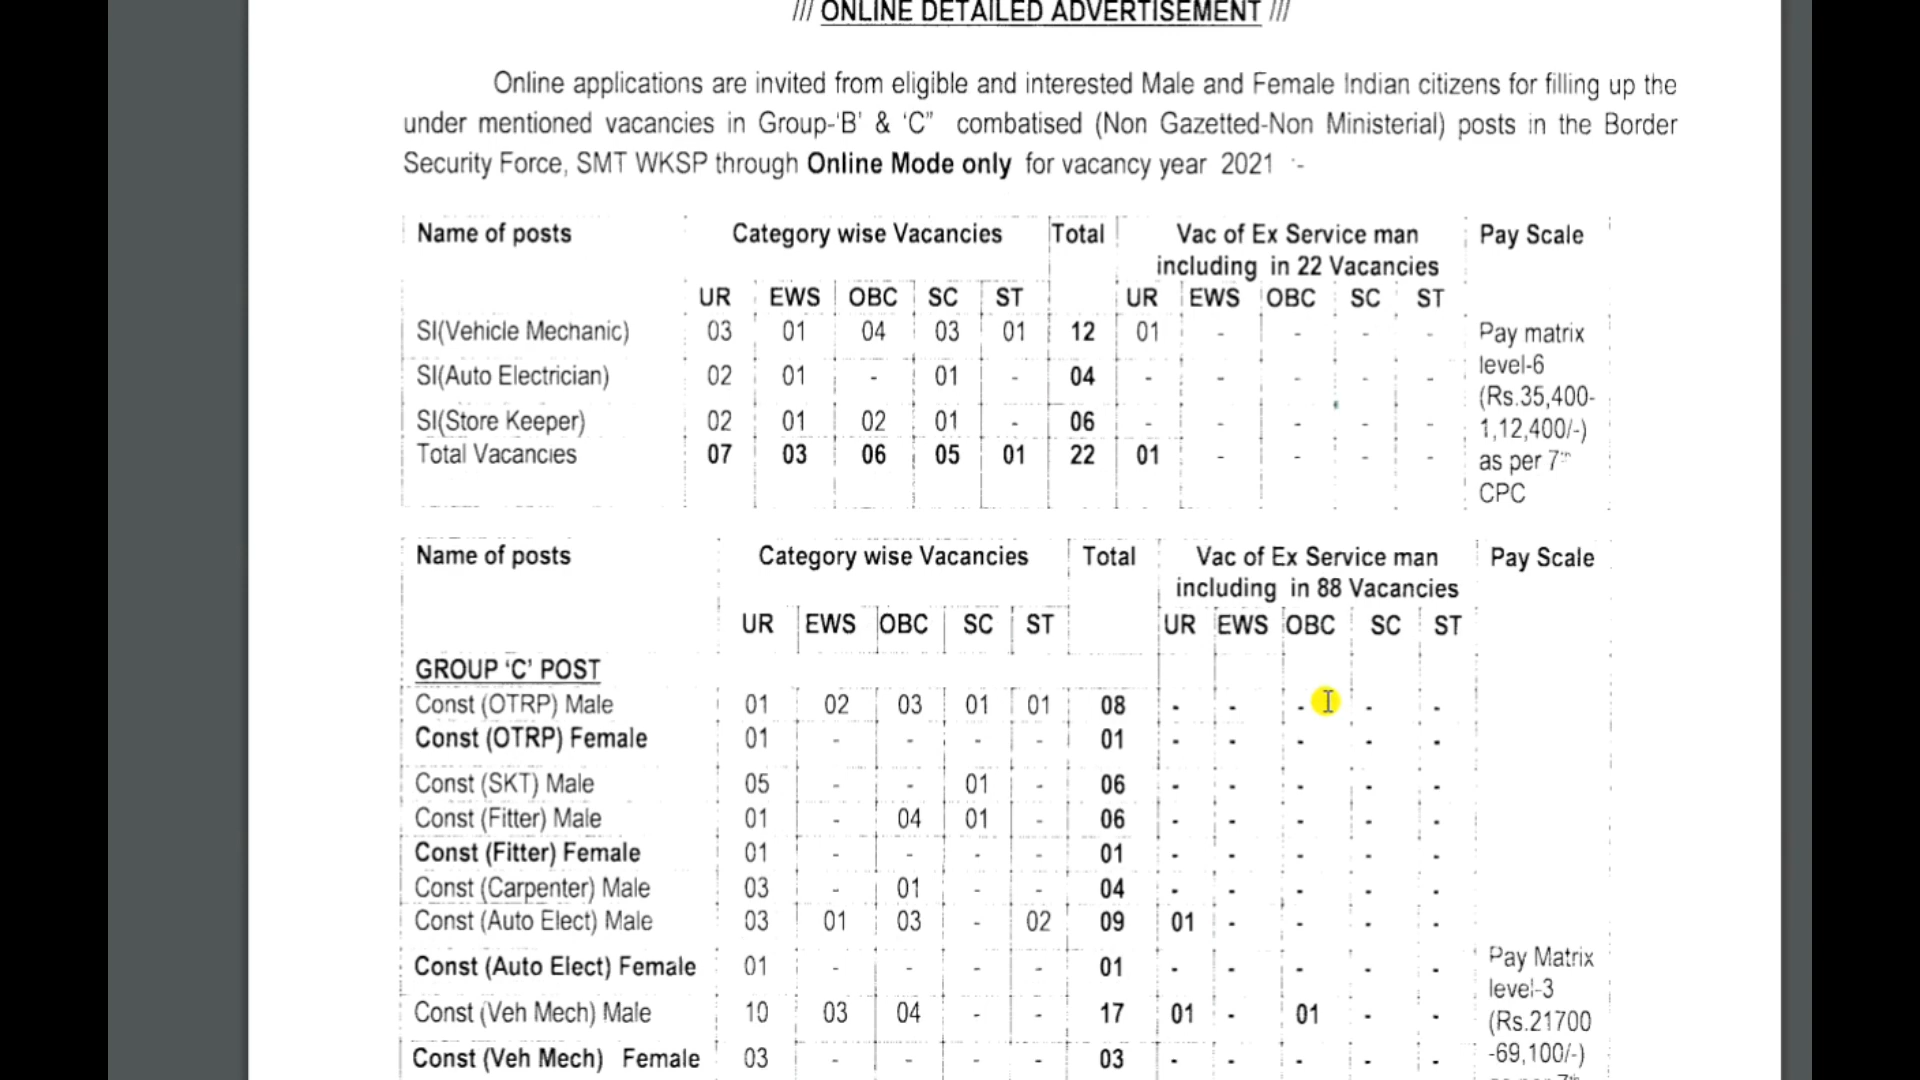 /// ONLINE DETAILED ADVERTISEMENT ///
Online applications are invited from eligible and interested Male and Female Indian citizens for filling up the
under mentioned vacancies in Group-'B' & 'C" combatised (Non Gazetted-Non Ministerial) posts in the Border
Security Force, SMT WKSP through Online Mode only for vacancy year 2021 :-
Name of posts Category wise Vacancies Total Vac of Ex Service man Pay Scale
including in 22 Vacancies
UR EWS OBC SC ST UR EWS OBC SC ST
SI(Vehicle Mechanic) 03 01 04 03 01 12 01 - - - - Pay matrix
level-6
SI(Auto Electrician) 02 01 - 01 - 04 - - - - -
(Rs.35,400-
SI(Store Keeper) 02 01 02 01 - 06 - - - - - 1,12,400/-)
Total Vacancies 07 03 06 05 01 22 01 - - - - as per 7th
CPC
Name of posts Category wise Vacancies Total Vac of Ex Service man Pay Scale
including in 88 Vacancies
UR EWS OBC SC ST UR EWS OBC SC ST
GROUP 'C' POST
Const (OTRP) Male 01 02 03 01 01 08 - - - - -
Const (OTRP) Female 01 - - - - 01 - - - - -
Const (SKT) Male 05 - - 01 - 06 - - - - -
Const (Fitter) Male 01 - 04 01 - 06 - - - - -
Const (Fitter) Female 01 - - - - 01 - - - - -
Const (Carpenter) Male 03 - 01 - - 04 - - - - -
Const (Auto Elect) Male 03 01 03 - 02 09 01 - - - -
Const (Auto Elect) Female 01 - - - - 01 - - - - - Pay Matrix
level-3
Const (Veh Mech) Male 10 03 04 - - 17 01 - 01 - - (Rs.21700
Const (Veh Mech) Female 03 - - - - 03 - - - - - -69,100/-)
as per 7th